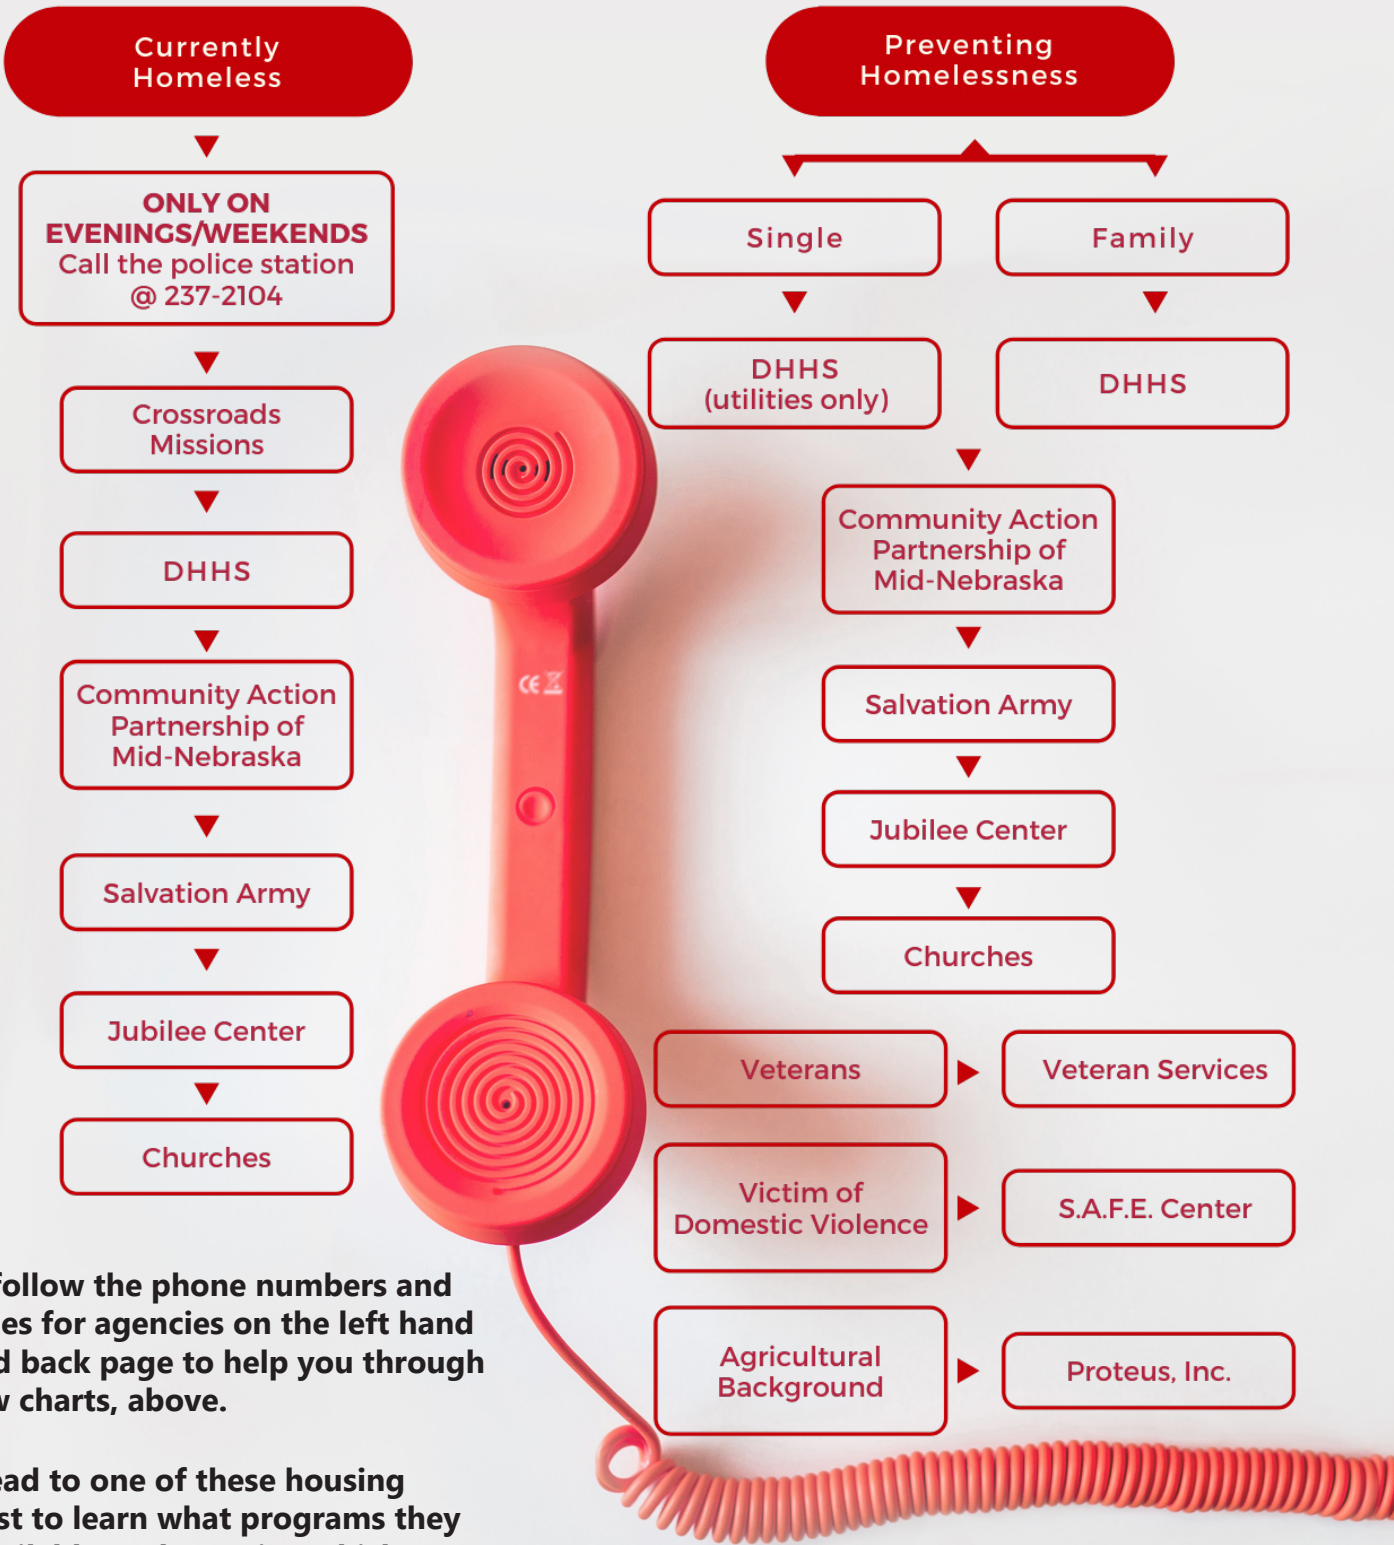 Currently
Homeless
ONLY ON
EVENINGS/WEEKENDS
Call the police station
@ 237-2104
Crossroads
Missions
DHHS
Community Action
Partnership of
Mid-Nebraska
Salvation Army
Jubilee Center
Churches
Preventing
Homelessness
Single
Family
DHHS
(utilities only)
DHHS
Community Action
Partnership of
Mid-Nebraska
Salvation Army
Jubilee Center
Churches
Veterans
Veteran Services
Victim of
Domestic Violence
S.A.F.E. Center
Agricultural
Background
Proteus, Inc.
CE
follow the phone numbers and
for agencies on the left hand
back page to help you through
charts, above.
to one of these housing
to learn what programs they